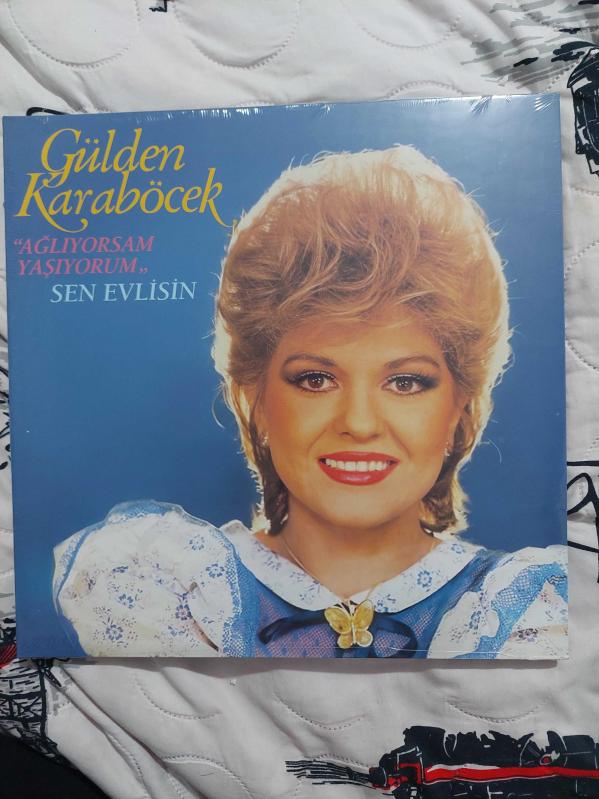 Gülden
Karaböcek
“AĞLIYORSAM
YAŞIYORUM„
SEN EVLİSİN